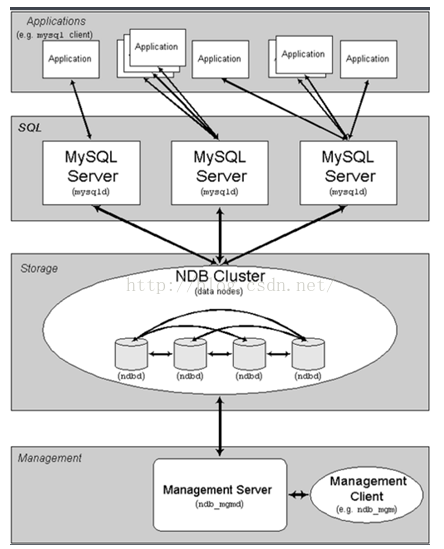 Applications
(e.g. mysql client)
Application
Application
Application
Application
Application
SQL
MySQL
Server
(mysqld)
MySQL
Server
(mysqld)
MySQL
Server
(mysqld)
Storage
NDB Cluster
(data nodes)
http://blog.csdn.net/
(ndbd)
(ndbd)
(ndbd)
(ndbd)
Management
Management Server
(ndb_mgmd)
Management
Client
(e.g. ndb_mgm)